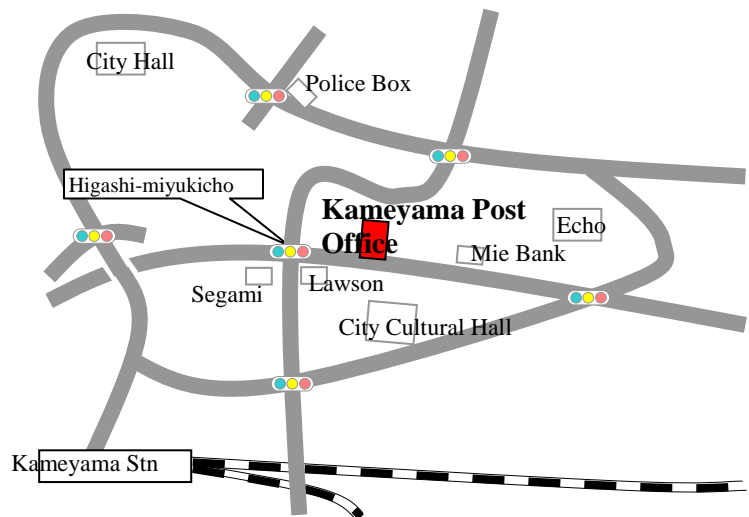 City Hall
Police Box
Higashi-miyukicho
Kameyama Post
Office
Echo
Mie Bank
Segami
Lawson
City Cultural Hall
Kameyama Stn